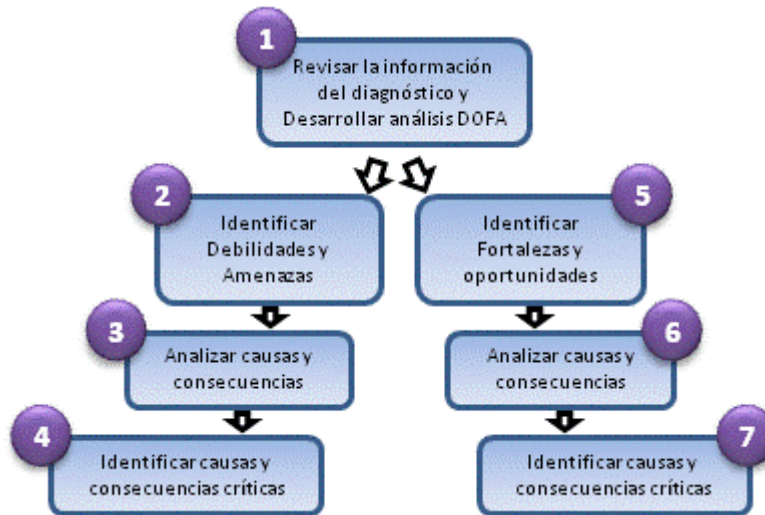 1
Revisar la información
del diagnóstico y
Desarrollar análisis DOFA
2
Identificar
Debilidades y
Amenazas
3
Analizar causas y
consecuencias
4
Identificar causas y
consecuencias críticas
5
Identificar
Fortalezas y
oportunidades
6
Analizar causas y
consecuencias
7
Identificar causas y
consecuencias críticas